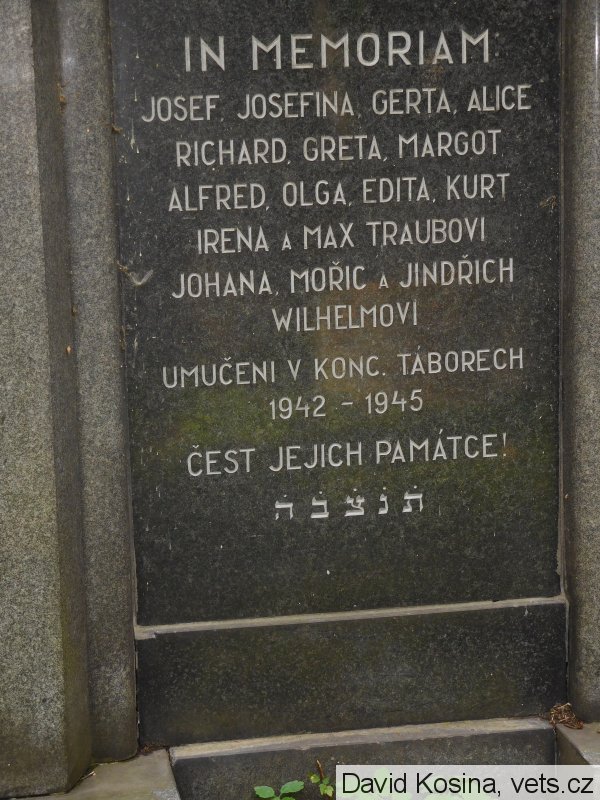 IN MEMORIAM
JOSEF, JOSEFINA, GERTA, ALICE
RICHARD, GRETA, MARGOT
ALFRED, OLGA, EDITA, KURT
IRENA A MAX TRAUBOVI
JOHANA, MOŘIC A JINDŘICH
WILHELMOVI
UMUČENI V KONC. TÁBORECH
1942 - 1945
ČEST JEJICH PAMÁTCE!
ת נ צ ב ה
David Kosina, vets.cz